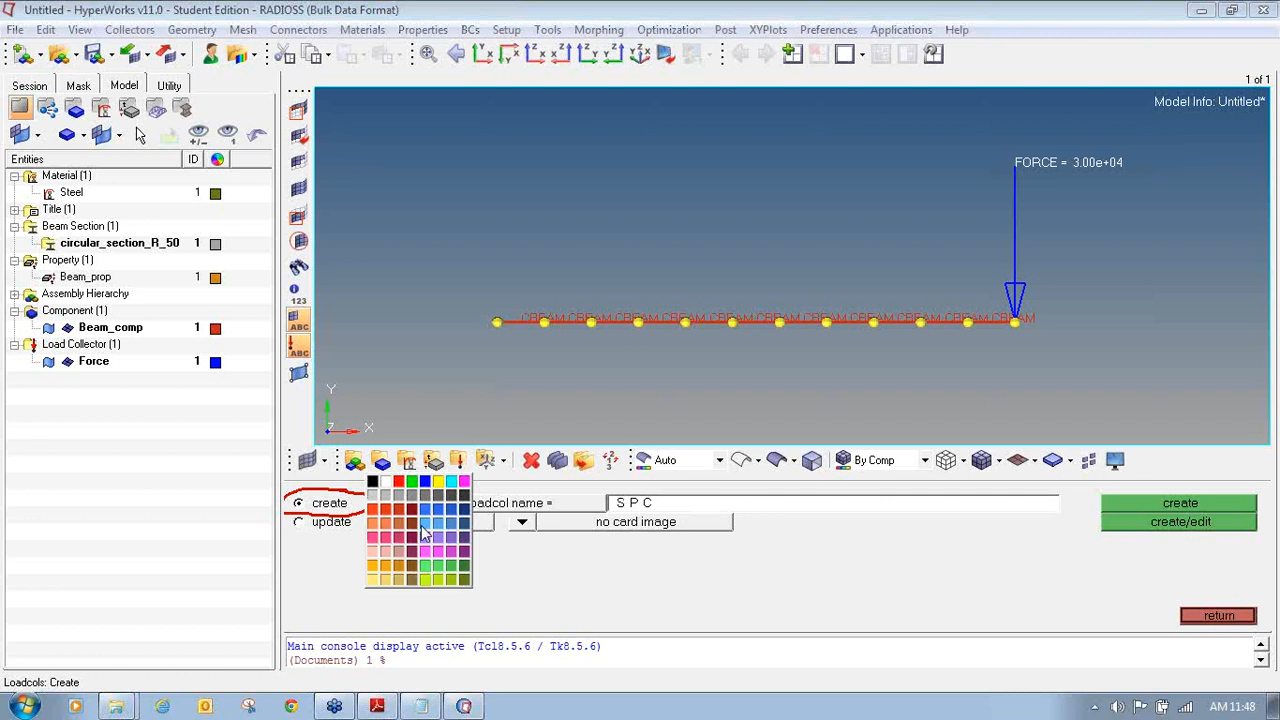 Untitled - HyperWorks v11.0 - Student Edition - RADIOSS (Bulk Data Format)
File Edit View Collectors Geometry Mesh Connectors Materials Properties BCs Setup Tools Morphing Optimization Post XYPlots Preferences Applications Help
1 of 1
Session Mask Model Utility
Model Info: Untitled*
Entities ID
Material (1)
Steel 1
Title (1)
Beam Section (1)
circular_section_R_50 1
Property (1)
Beam_prop 1
Assembly Hierarchy
Component (1)
Beam_comp 1
Load Collector (1)
Force 1
123
ABC
ABC
FORCE = 3.00e+04
CBEAM CBEAM CBEAM CBEAM CBEAM CBEAM CBEAM CBEAM CBEAM CBEAM CBEAM
Y
Z X
Auto By Comp
create oadcol name = S P C create
update no card image create/edit
return
Main console display active (Tcl8.5.6 / Tk8.5.6)
(Documents) 1 %
Loadcols: Create
AM 11:48